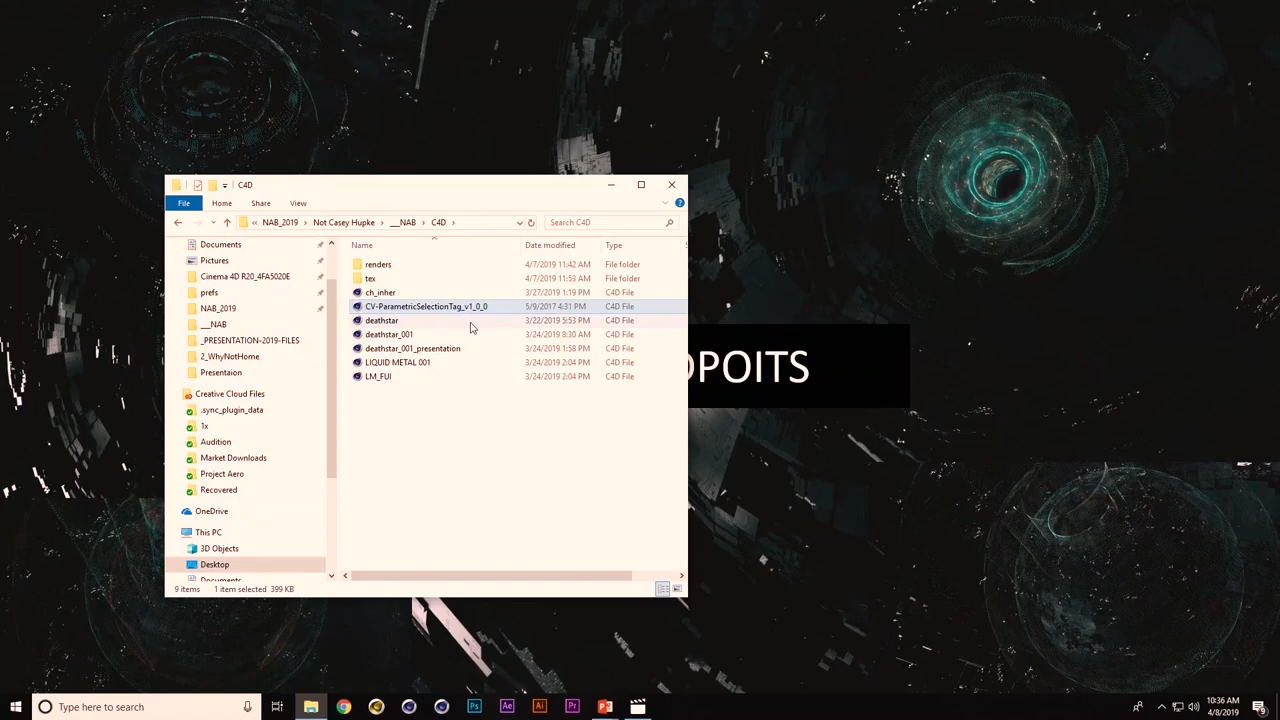 C4D
File
Home
Share
View
« NAB_2019 > Not Casey Hupke > __NAB > C4D >
Search C4D
Name Date modified Type
Documents
Pictures
Cinema 4D R20_4FA5020E
prefs
NAB_2019
___NAB
_PRESENTATION-2019-FILES
2_WhyNotHome
Presentaion
Creative Cloud Files
.sync_plugin_data
1x
Audition
Market Downloads
Project Aero
Recovered
OneDrive
This PC
3D Objects
Desktop
Documents
renders 4/7/2019 11:42 AM File folder
tex 4/7/2019 11:53 AM File folder
ch_inher 3/27/2019 1:19 PM C4D File
CV-ParametricSelectionTag_v1_0_0 5/9/2017 4:31 PM C4D File
deathstar 3/22/2019 5:53 PM C4D File
deathstar_001 3/24/2019 8:30 AM C4D File
deathstar_001_presentation 3/24/2019 1:58 PM C4D File
LIQUID METAL 001 3/24/2019 2:04 PM C4D File
LM_FUI 3/24/2019 2:04 PM C4D File
9 items 1 item selected 399 KB
OPOITS
Type here to search
Ps
Ae
Ai
Pr
10:36 AM
4/8/2019